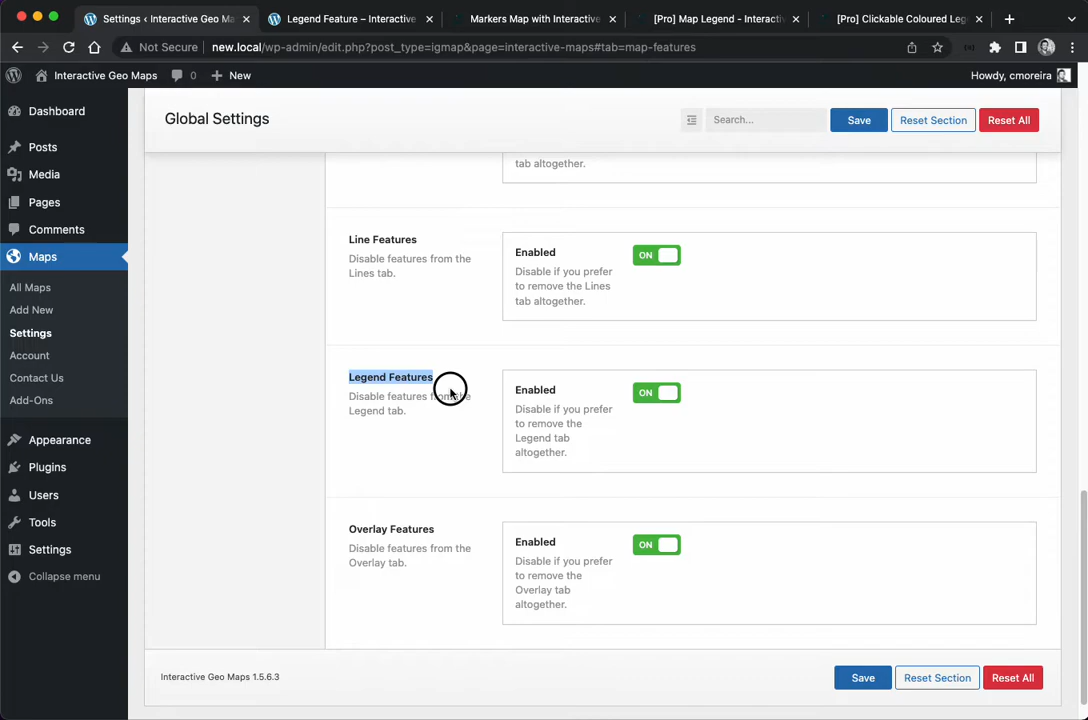 Settings ‹ Interactive Geo Ma
Legend Feature – Interactive
Markers Map with Interactive
[Pro] Map Legend - Interacti
[Pro] Clickable Coloured Leg
Not Secure
new.local/wp-admin/edit.php?post_type=igmap&page=interactive-maps#tab=map-features
Interactive Geo Maps
0
New
Howdy, cmoreira
Dashboard
Posts
Media
Pages
Comments
Maps
All Maps
Add New
Settings
Account
Contact Us
Add-Ons
Appearance
Plugins
Users
Tools
Settings
Collapse menu
Global Settings
Search...
Save
Reset Section
Reset All
tab altogether.
Line Features
Disable features from the
Lines tab.
Enabled
Disable if you prefer
to remove the Lines
tab altogether.
ON
Legend Features
Disable features from the
Legend tab.
Enabled
Disable if you prefer
to remove the
Legend tab
altogether.
ON
Overlay Features
Disable features from the
Overlay tab.
Enabled
Disable if you prefer
to remove the
Overlay tab
altogether.
ON
Interactive Geo Maps 1.5.6.3
Save
Reset Section
Reset All